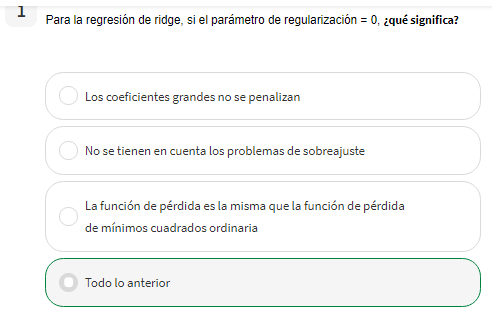 1
Para la regresión de ridge, si el parámetro de regularización = 0, ¿qué significa?
Los coeficientes grandes no se penalizan
No se tienen en cuenta los problemas de sobreajuste
La función de pérdida es la misma que la función de pérdida
de mínimos cuadrados ordinaria
Todo lo anterior